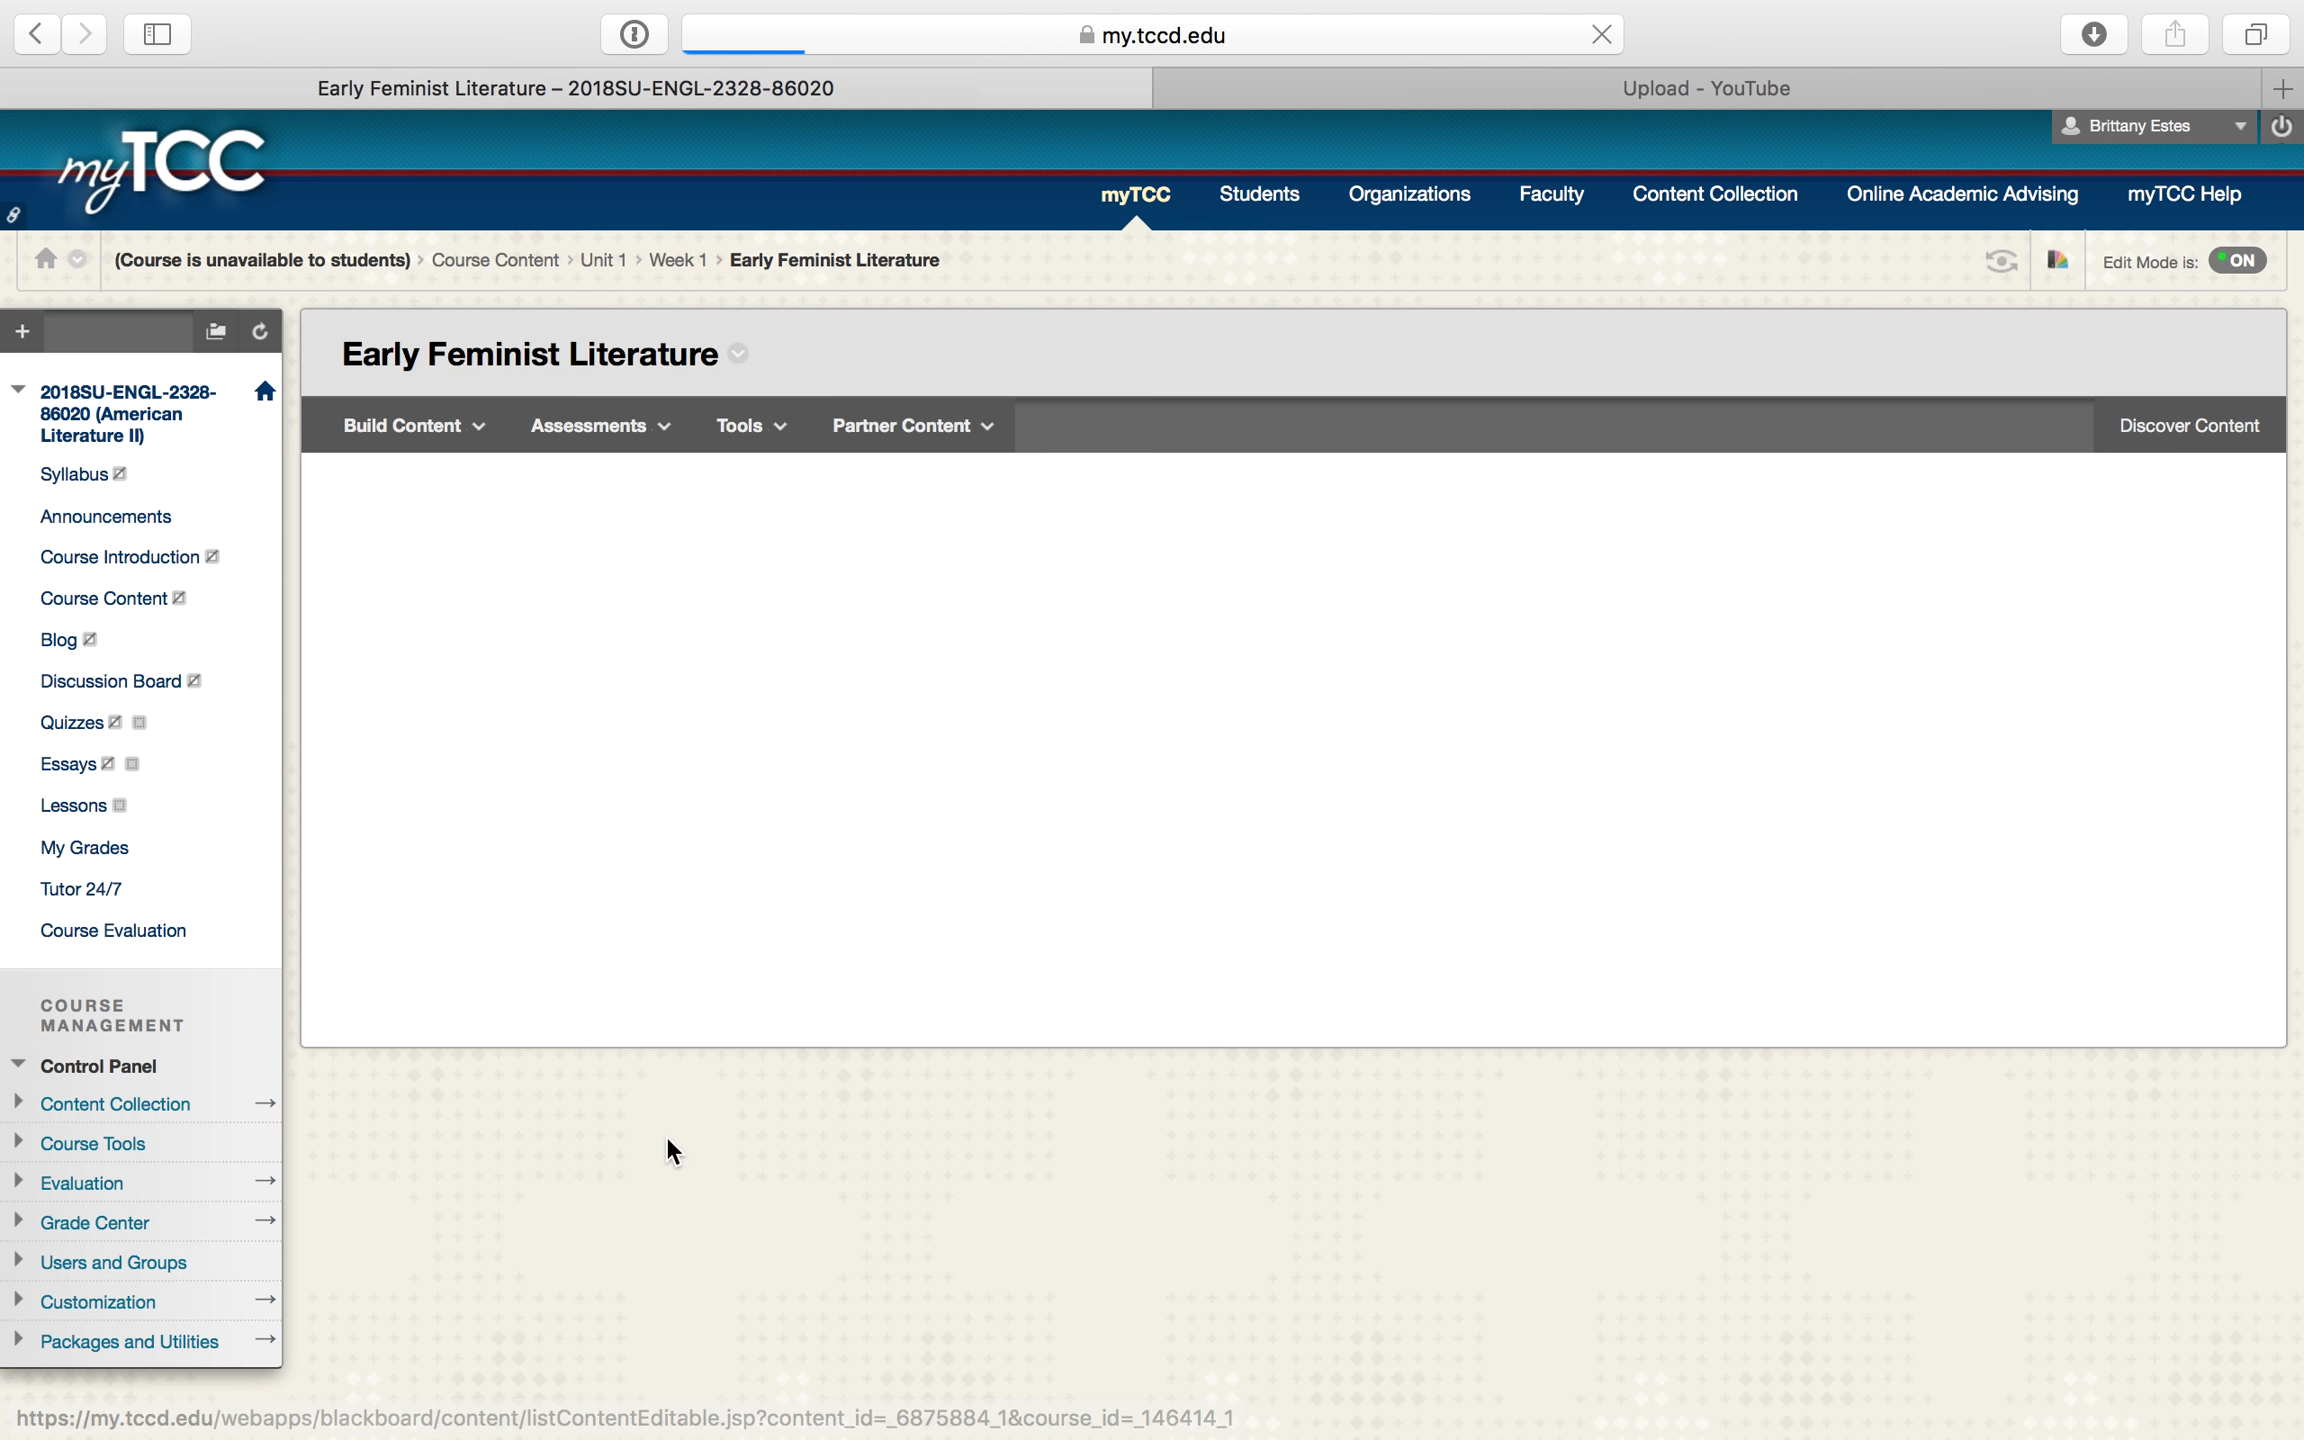 my.tccd.edu
Early Feminist Literature – 2018SU-ENGL-2328-86020
Upload - YouTube
myTCC
Brittany Estes
myTCC
Students
Organizations
Faculty
Content Collection
Online Academic Advising
myTCC Help
(Course is unavailable to students) Course Content Unit 1 Week 1 Early Feminist Literature
Edit Mode is: ON
Early Feminist Literature
Build Content
Assessments
Tools
Partner Content
Discover Content
2018SU-ENGL-2328-
86020 (American
Literature II)
Syllabus
Announcements
Course Introduction
Course Content
Blog
Discussion Board
Quizzes
Essays
Lessons
My Grades
Tutor 24/7
Course Evaluation
COURSE
MANAGEMENT
Control Panel
Content Collection
Course Tools
Evaluation
Grade Center
Users and Groups
Customization
Packages and Utilities
https://my.tccd.edu/webapps/blackboard/content/listContentEditable.jsp?content_id=_6875884_1&course_id=_146414_1